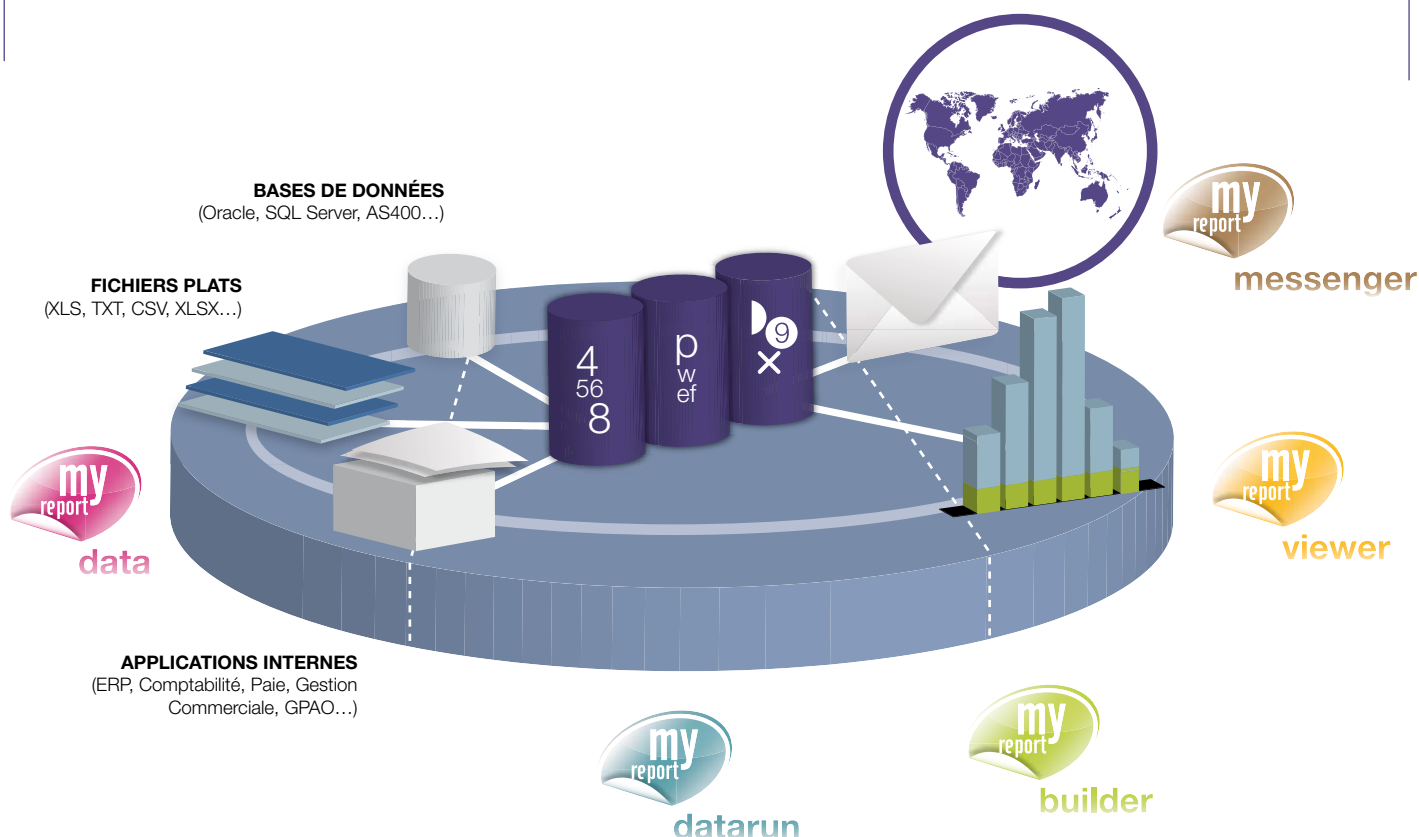 BASES DE DONNÉES
(Oracle, SQL Server, AS400…)
my
report
messenger
FICHIERS PLATS
(XLS, TXT, CSV, XLSX…)
4
56
8
p
w
ef
9
my
report
data
my
report
viewer
APPLICATIONS INTERNES
(ERP, Comptabilité, Paie, Gestion
Commerciale, GPAO…)
my
report
datarun
my
report
builder